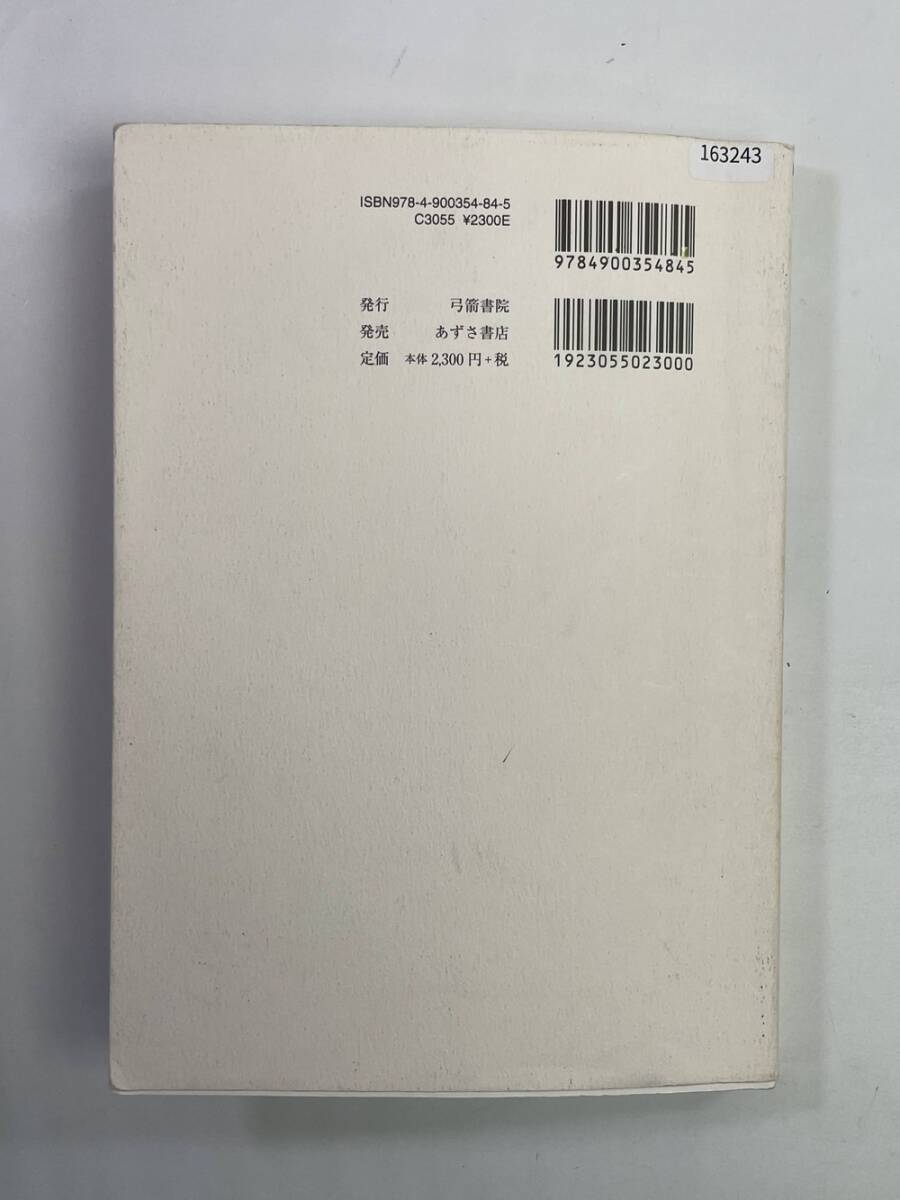 163243
ISBN978-4-900354-84-5
C3055 ¥2300E
9784900354845
発行 弓箭書院
発売 あずさ書店
定価 本体 2,300 円+税
1923055023000